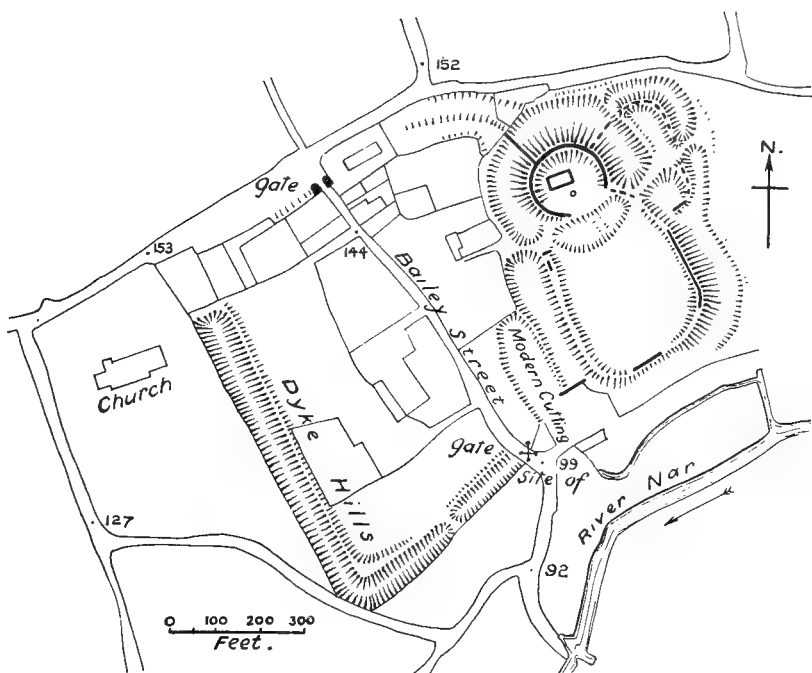 152
N.
gate
153
144
Bailey Street
Church
Dyke Hills
Modern Cutting
gate
99
Site of
River Nar
127
92
0 100 200 300
Feet.